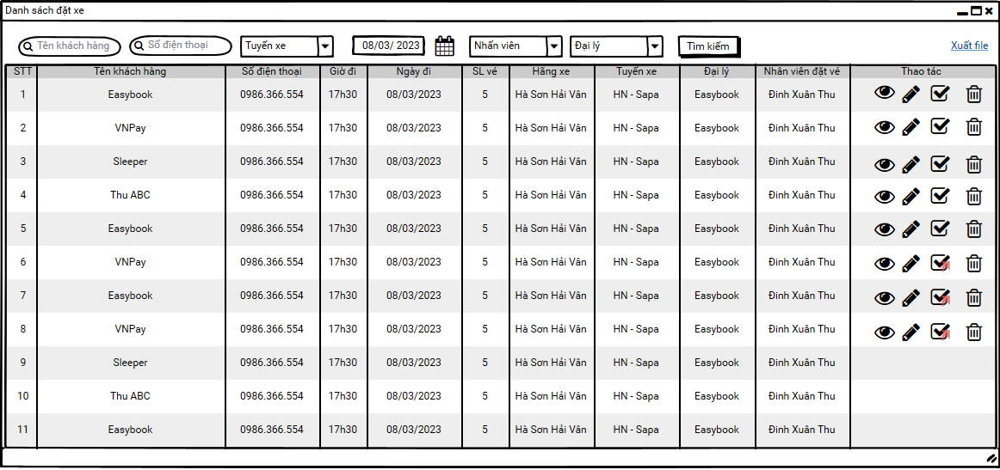 Danh sách đặt xe
Tên khách hàng Số điện thoại Tuyến xe 08/03/ 2023 Nhấn viên Đại lý Tìm kiếm Xuất file
STT Tên khách hàng Số điện thoại Giờ đi Ngày đi SL vé Hãng xe Tuyến xe Đại lý Nhân viên đặt vé Thao tác
1 Easybook 0986.366.554 17h30 08/03/2023 5 Hà Sơn Hải Vân HN - Sapa Easybook Đinh Xuân Thu
2 VNPay 0986.366.554 17h30 08/03/2023 5 Hà Sơn Hải Vân HN - Sapa Easybook Đinh Xuân Thu
3 Sleeper 0986.366.554 17h30 08/03/2023 5 Hà Sơn Hải Vân HN - Sapa Easybook Đinh Xuân Thu
4 Thu ABC 0986.366.554 17h30 08/03/2023 5 Hà Sơn Hải Vân HN - Sapa Easybook Đinh Xuân Thu
5 Easybook 0986.366.554 17h30 08/03/2023 5 Hà Sơn Hải Vân HN - Sapa Easybook Đinh Xuân Thu
6 VNPay 0986.366.554 17h30 08/03/2023 5 Hà Sơn Hải Vân HN - Sapa Easybook Đinh Xuân Thu
7 Easybook 0986.366.554 17h30 08/03/2023 5 Hà Sơn Hải Vân HN - Sapa Easybook Đinh Xuân Thu
8 VNPay 0986.366.554 17h30 08/03/2023 5 Hà Sơn Hải Vân HN - Sapa Easybook Đinh Xuân Thu
9 Sleeper 0986.366.554 17h30 08/03/2023 5 Hà Sơn Hải Vân HN - Sapa Easybook Đinh Xuân Thu
10 Thu ABC 0986.366.554 17h30 08/03/2023 5 Hà Sơn Hải Vân HN - Sapa Easybook Đinh Xuân Thu
11 Easybook 0986.366.554 17h30 08/03/2023 5 Hà Sơn Hải Vân HN - Sapa Easybook Đinh Xuân Thu